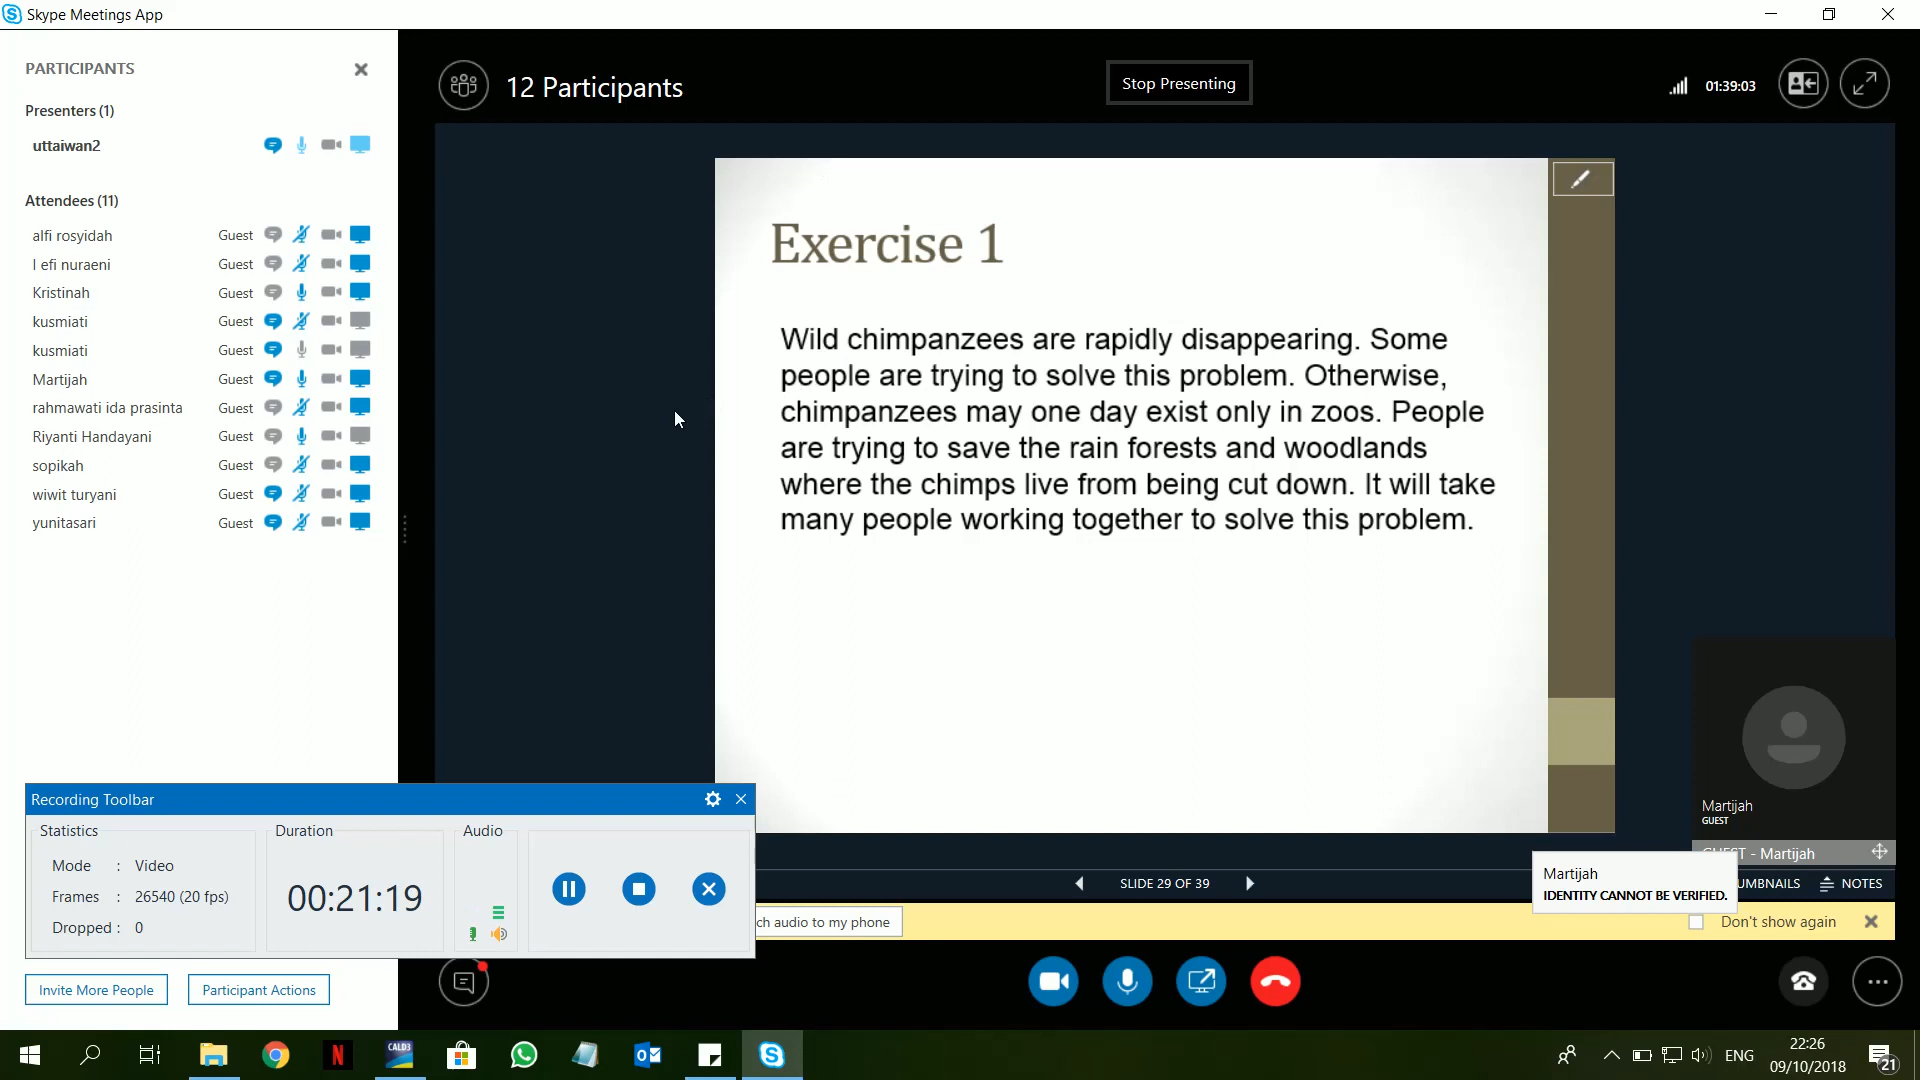 Skype Meetings App
PARTICIPANTS
Presenters (1)
uttaiwan2
Attendees (11)
alfi rosyidah Guest
I efi nuraeni Guest
Kristinah Guest
kusmiati Guest
kusmiati Guest
Martijah Guest
rahmawati ida prasinta Guest
Riyanti Handayani Guest
sopikah Guest
wiwit turyani Guest
yunitasari Guest
12 Participants
Stop Presenting
01:39:03
Exercise 1
Wild chimpanzees are rapidly disappearing. Some
people are trying to solve this problem. Otherwise,
chimpanzees may one day exist only in zoos. People
are trying to save the rain forests and woodlands
where the chimps live from being cut down. It will take
many people working together to solve this problem.
Martijah
GUEST
- Martijah
Martijah
IDENTITY CANNOT BE VERIFIED.
SLIDE 29 OF 39
UMBNAILS
NOTES
ch audio to my phone
Don't show again
Recording Toolbar
Statistics
Mode : Video
Frames : 26540 (20 fps)
Dropped : 0
Duration
00:21:19
Audio
Invite More People
Participant Actions
N
CALD3
ENG
22:26
09/10/2018
21